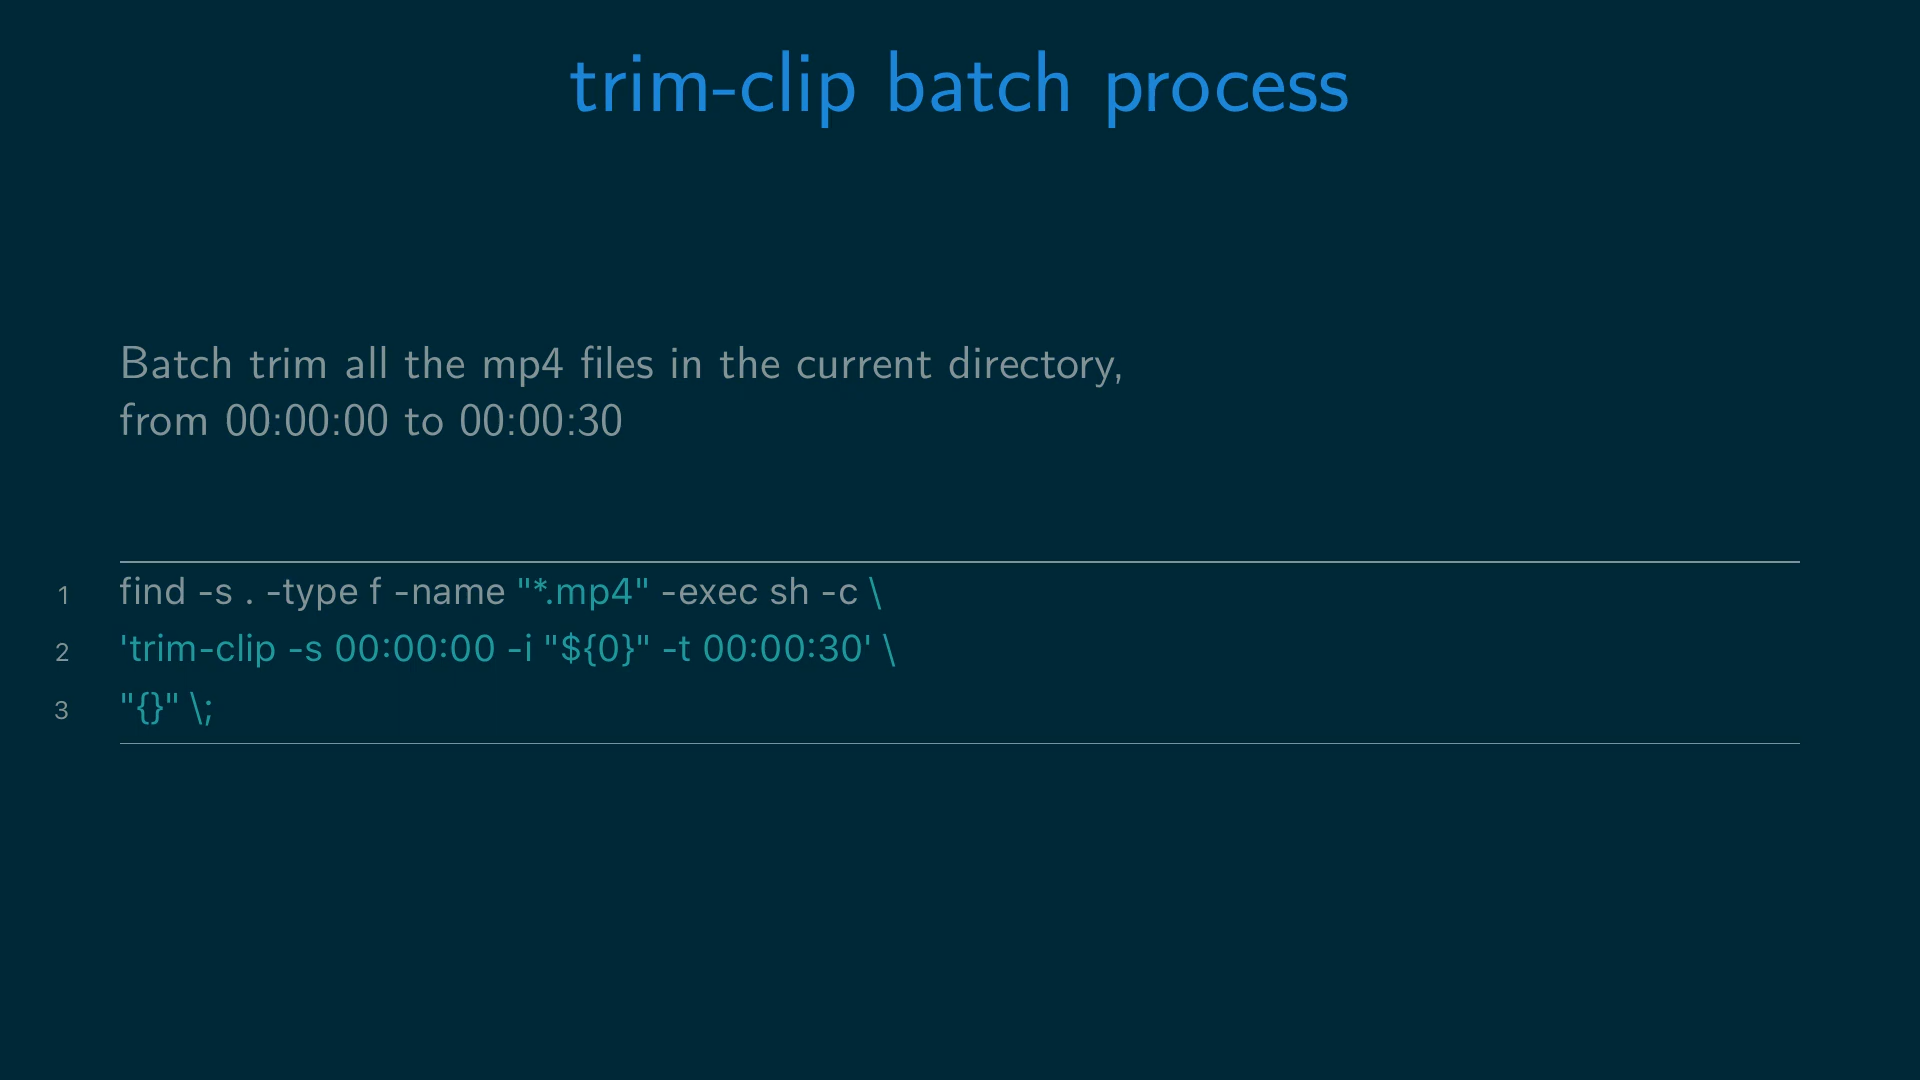 trim-clip batch process
Batch trim all the mp4 files in the current directory,
from 00:00:00 to 00:00:30
1 find -s . -type f -name "*.mp4" -exec sh -c \
2 'trim-clip -s 00:00:00 -i "${0}" -t 00:00:30' \
3 "{}" \;